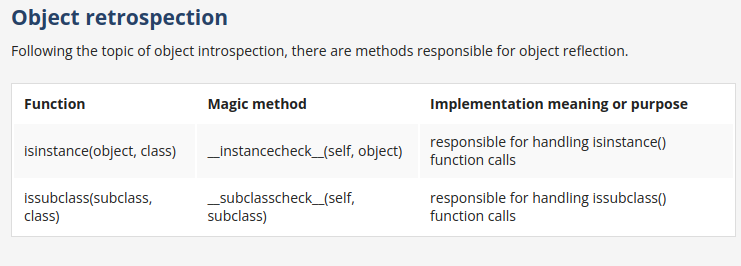 Object retrospection
Following the topic of object introspection, there are methods responsible for object reflection.
Function Magic method Implementation meaning or purpose
isinstance(object, class) __instancecheck__(self, object) responsible for handling isinstance()
function calls
issubclass(subclass, __subclasscheck__(self, responsible for handling issubclass()
class) subclass) function calls